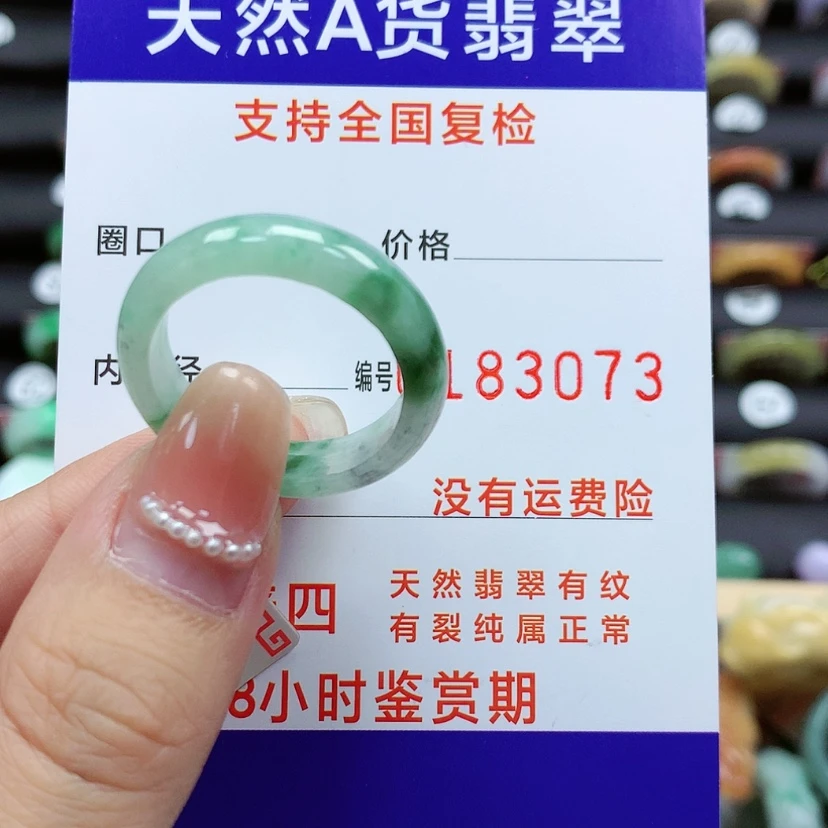 天然A货翡翠
支持全国复检
圈口 价格
内 径 编号 183073
没有运费险
四 天然翡翠有纹
有裂纯属正常
8小时鉴赏期